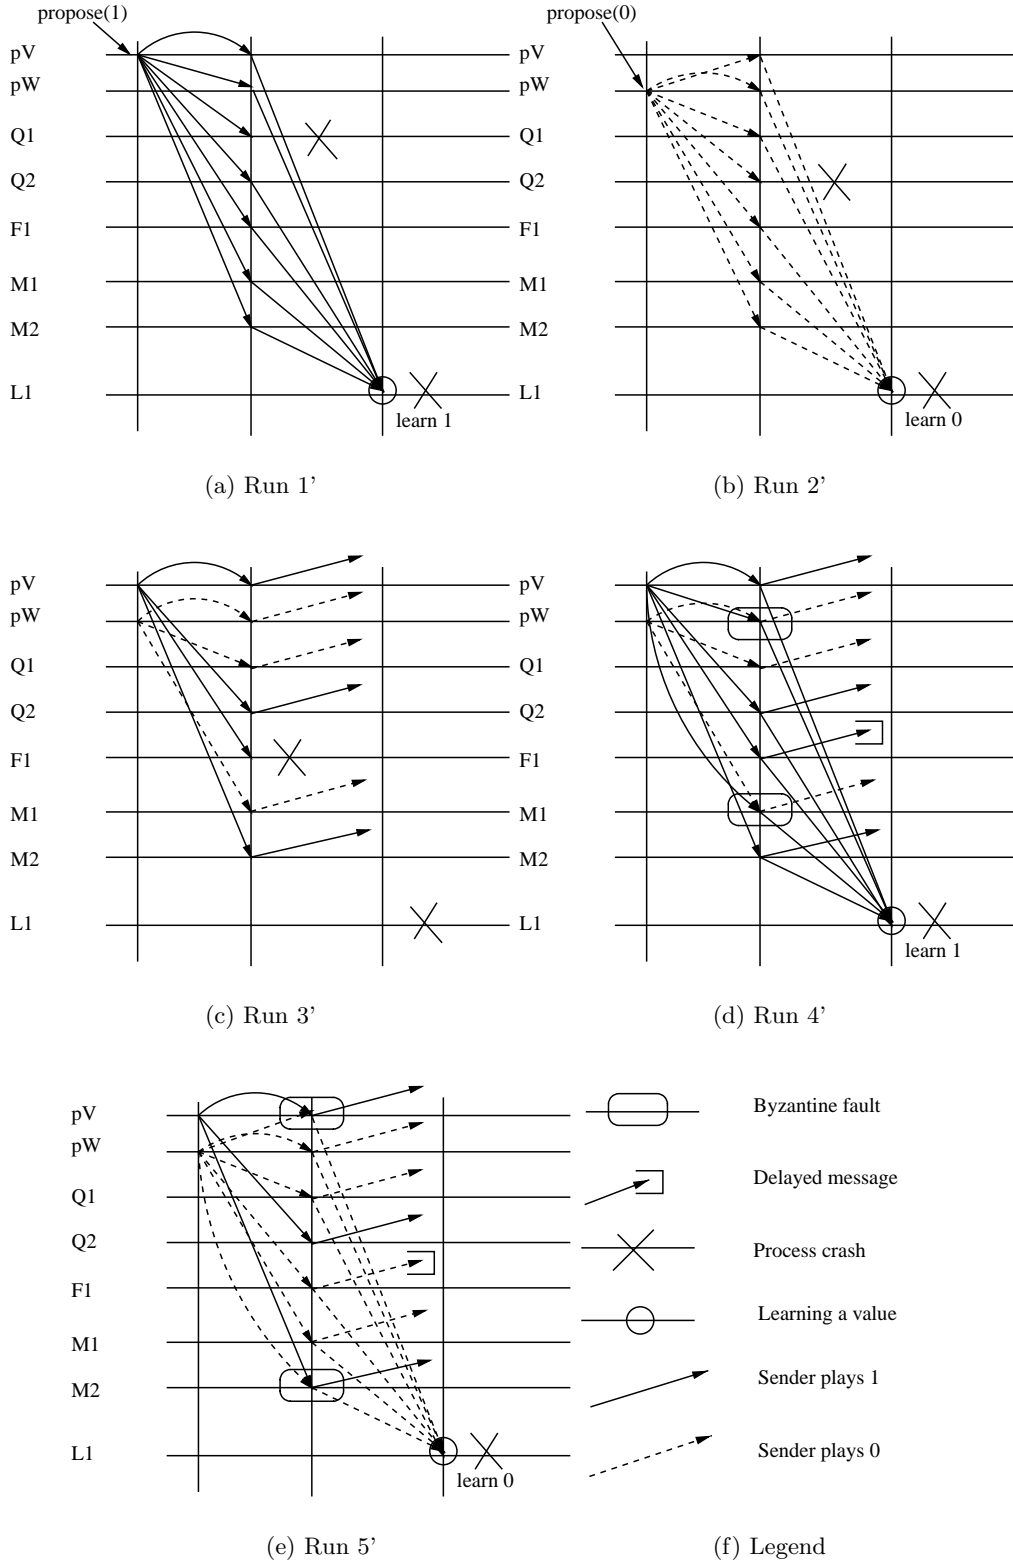 propose(1)
pV
pW
Q1
Q2
F1
M1
M2
L1
learn 1
(a) Run 1'
propose(0)
pV
pW
Q1
Q2
F1
M1
M2
L1
learn 0
(b) Run 2'
pV
pW
Q1
Q2
F1
M1
M2
L1
(c) Run 3'
pV
pW
Q1
Q2
F1
M1
M2
L1
learn 1
(d) Run 4'
pV
pW
Q1
Q2
F1
M1
M2
L1
learn 0
(e) Run 5'
Byzantine fault
Delayed message
Process crash
Learning a value
Sender plays 1
Sender plays 0
(f) Legend